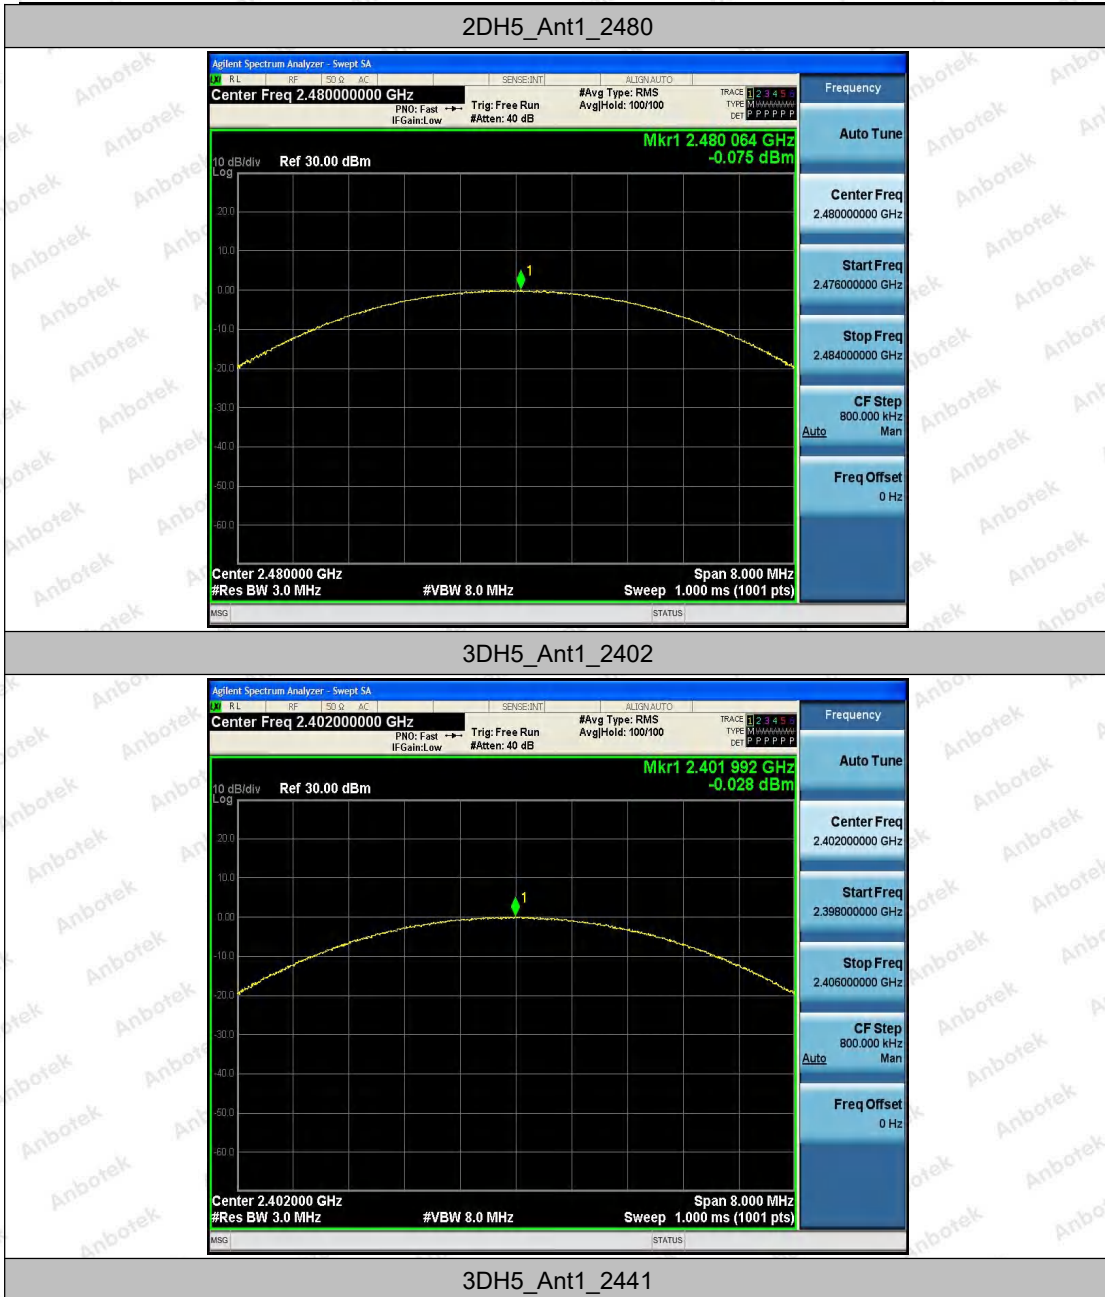 2DH5_Ant1_2480
Agilent Spectrum Analyzer - Swept SA
LXI RL RF 50 Ω AC SENSE:INT ALIGNAUTO
Center Freq 2.480000000 GHz
PNO: Fast
IFGain:Low
Trig: Free Run
#Atten: 40 dB
#Avg Type: RMS
Avg|Hold: 100/100
TRACE 1 2 3 4 5 6
TYPE M
DET P P P P P P
Mkr1 2.480 064 GHz
-0.075 dBm
10 dB/div Ref 30.00 dBm
Log
20.0
10.0
1
0.00
-10.0
-20.0
-30.0
-40.0
-50.0
-60.0
Center 2.480000 GHz Span 8.000 MHz
#Res BW 3.0 MHz #VBW 8.0 MHz Sweep 1.000 ms (1001 pts)
MSG STATUS
Frequency
Auto Tune
Center Freq
2.480000000 GHz
Start Freq
2.476000000 GHz
Stop Freq
2.484000000 GHz
CF Step
800.000 kHz
Auto Man
Freq Offset
0 Hz
3DH5_Ant1_2402
Agilent Spectrum Analyzer - Swept SA
LXI RL RF 50 Ω AC SENSE:INT ALIGNAUTO
Center Freq 2.402000000 GHz
PNO: Fast
IFGain:Low
Trig: Free Run
#Atten: 40 dB
#Avg Type: RMS
Avg|Hold: 100/100
TRACE 1 2 3 4 5 6
TYPE M
DET P P P P P P
Mkr1 2.401 992 GHz
-0.028 dBm
10 dB/div Ref 30.00 dBm
Log
20.0
10.0
1
0.00
-10.0
-20.0
-30.0
-40.0
-50.0
-60.0
Center 2.402000 GHz Span 8.000 MHz
#Res BW 3.0 MHz #VBW 8.0 MHz Sweep 1.000 ms (1001 pts)
MSG STATUS
Frequency
Auto Tune
Center Freq
2.402000000 GHz
Start Freq
2.398000000 GHz
Stop Freq
2.406000000 GHz
CF Step
800.000 kHz
Auto Man
Freq Offset
0 Hz
3DH5_Ant1_2441
Anbotek